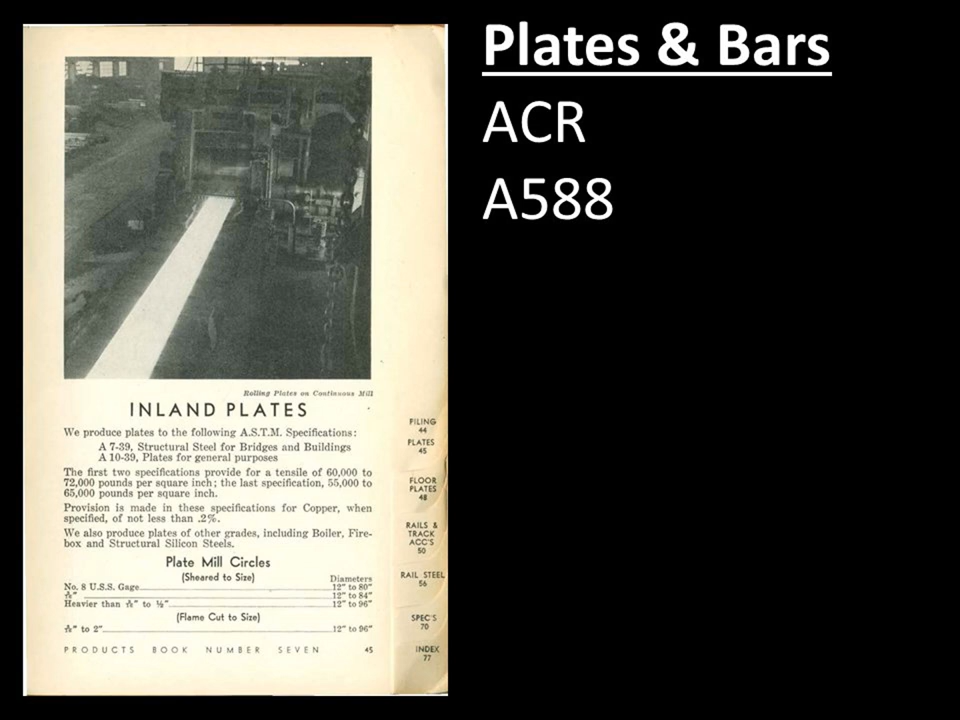 Plates & Bars
ACR
A588
Rolling Plates on Continuous Mill
INLAND PLATES
We produce plates to the following A.S.T.M. Specifications:
A 7-39, Structural Steel for Bridges and Buildings
A 10-39, Plates for general purposes
The first two specifications provide for a tensile of 60,000 to
72,000 pounds per square inch; the last specification, 55,000 to
65,000 pounds per square inch.
Provision is made in these specifications for Copper, when
specified, of not less than .2%.
We also produce plates of other grades, including Boiler, Fire-
box and Structural Silicon Steels.
Plate Mill Circles
(Sheared to Size)
Diameters
No. 8 U.S.S. Gage 12" to 80"
12" to 84"
Heavier than to ½" 12" to 96"
(Flame Cut to Size)
to 2" 12" to 96"
PRODUCTS BOOK NUMBER SEVEN 45
PILING
44
PLATES
45
FLOOR
PLATES
48
RAILS &
TRACK
ACC'S
50
RAIL STEEL
56
SPEC'S
70
INDEX
77